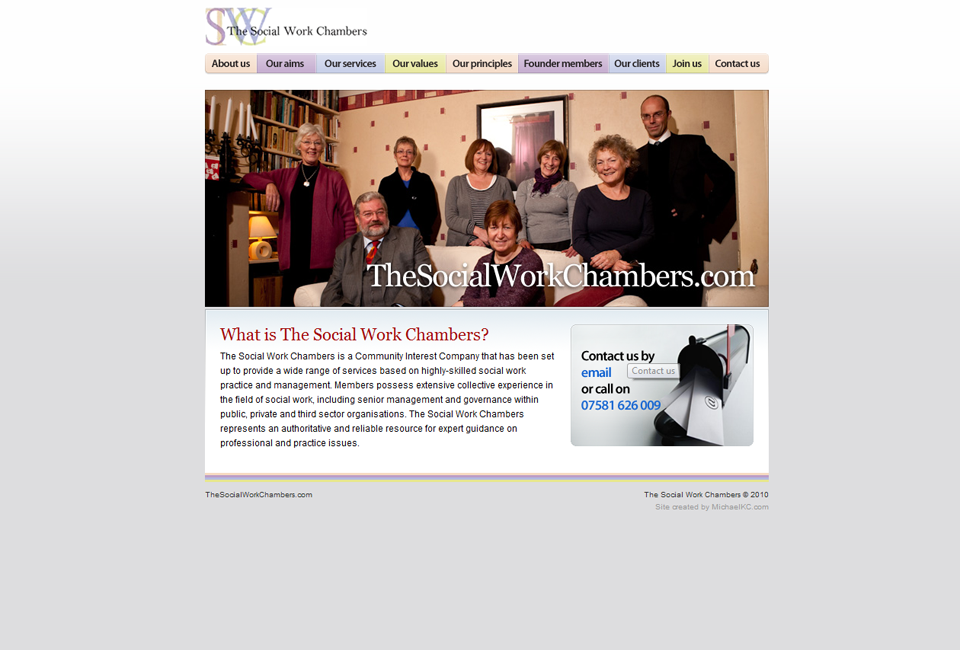 SWC
The Social Work Chambers
About us Our aims Our services Our values Our principles Founder members Our clients Join us Contact us
TheSocialWorkChambers.com
What is The Social Work Chambers?
The Social Work Chambers is a Community Interest Company that has been set
up to provide a wide range of services based on highly-skilled social work
practice and management. Members possess extensive collective experience in
the field of social work, including senior management and governance within
public, private and third sector organisations. The Social Work Chambers
represents an authoritative and reliable resource for expert guidance on
professional and practice issues.
Contact us by
email
Contact us
or call on
07581 626 009
@
TheSocialWorkChambers.com
The Social Work Chambers © 2010
Site created by MichaelKC.com